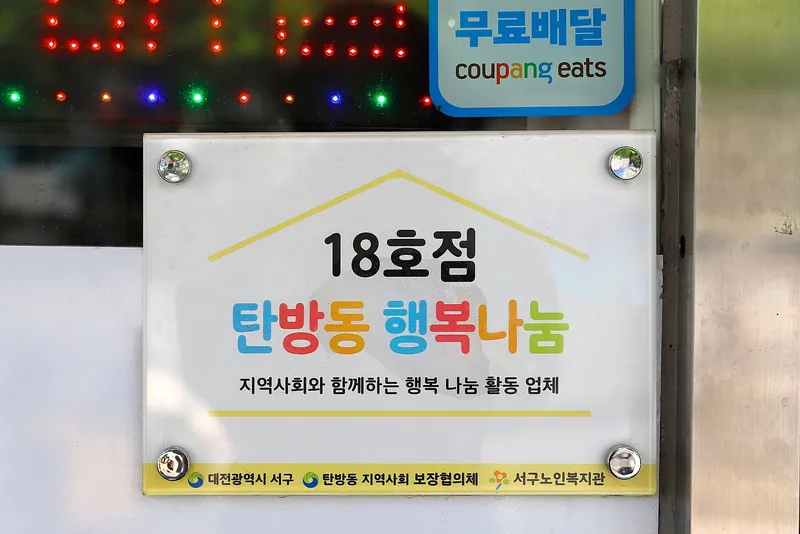 무료배달
coupang eats
18호점
탄방동 행복나눔
지역사회와 함께하는 행복 나눔 활동 업체
대전광역시 서구 탄방동 지역사회 보장협의체 서구노인복지관